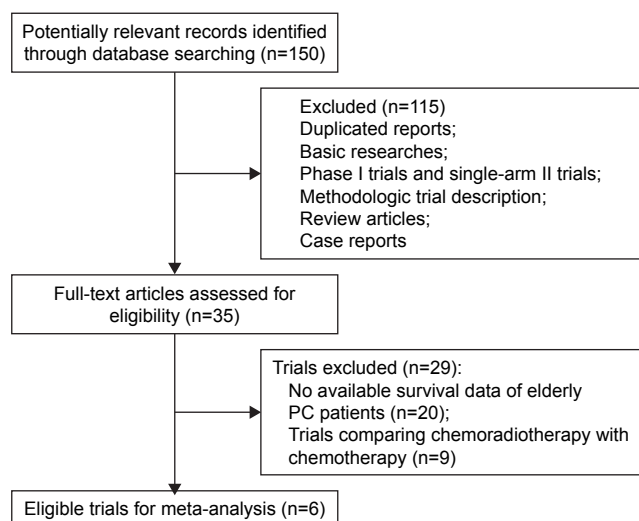 Potentially relevant records identified
through database searching (n=150)
Excluded (n=115)
Duplicated reports;
Basic researches;
Phase I trials and single-arm II trials;
Methodologic trial description;
Review articles;
Case reports
Full-text articles assessed for
eligibility (n=35)
Trials excluded (n=29):
No available survival data of elderly
PC patients (n=20);
Trials comparing chemoradiotherapy with
chemotherapy (n=9)
Eligible trials for meta-analysis (n=6)